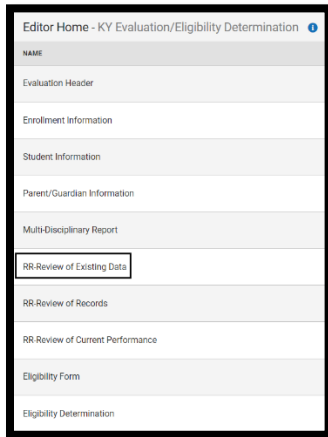 Editor Home - KY Evaluation/Eligibility Determination i
NAME
Evaluation Header
Enrollment Information
Student Information
Parent/Guardian Information
Multi-Disciplinary Report
RR-Review of Existing Data
RR-Review of Records
RR-Review of Current Performance
Eligibility Form
Eligibility Determination